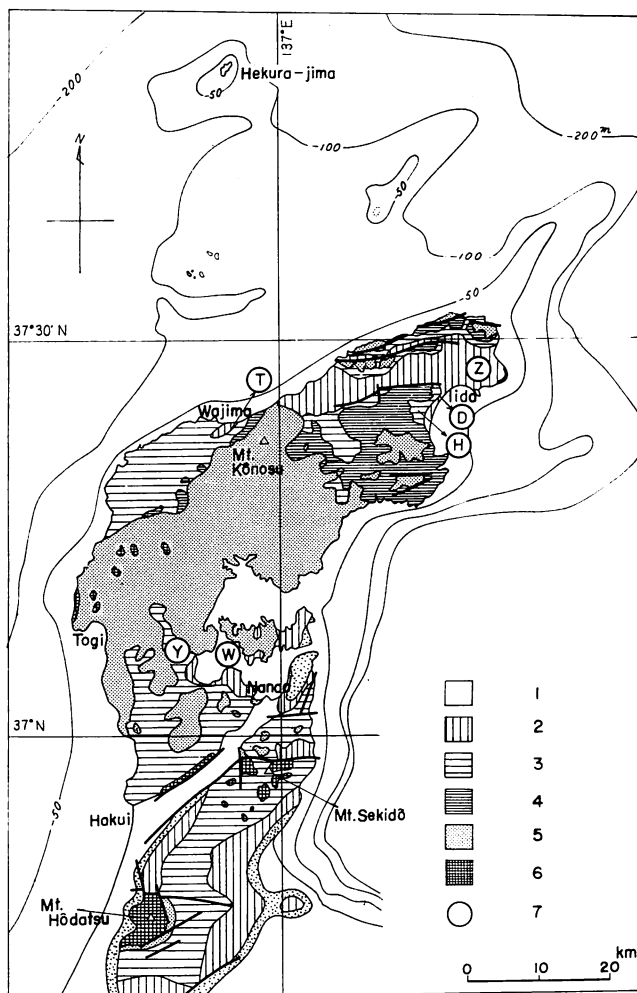 137°E
Hekura-jima
-200
-50
-200m
-100
N
-50
-100
-50
37°30' N
T
Z
Wajima
Iida
D
Mt.
Kōnosu
H
Togi
Y
W
Nanao
37°N
-50
Hakui
Mt. Sekidō
Mt.
Hōdatsu
1
2
3
4
5
6
7
km
0 10 20